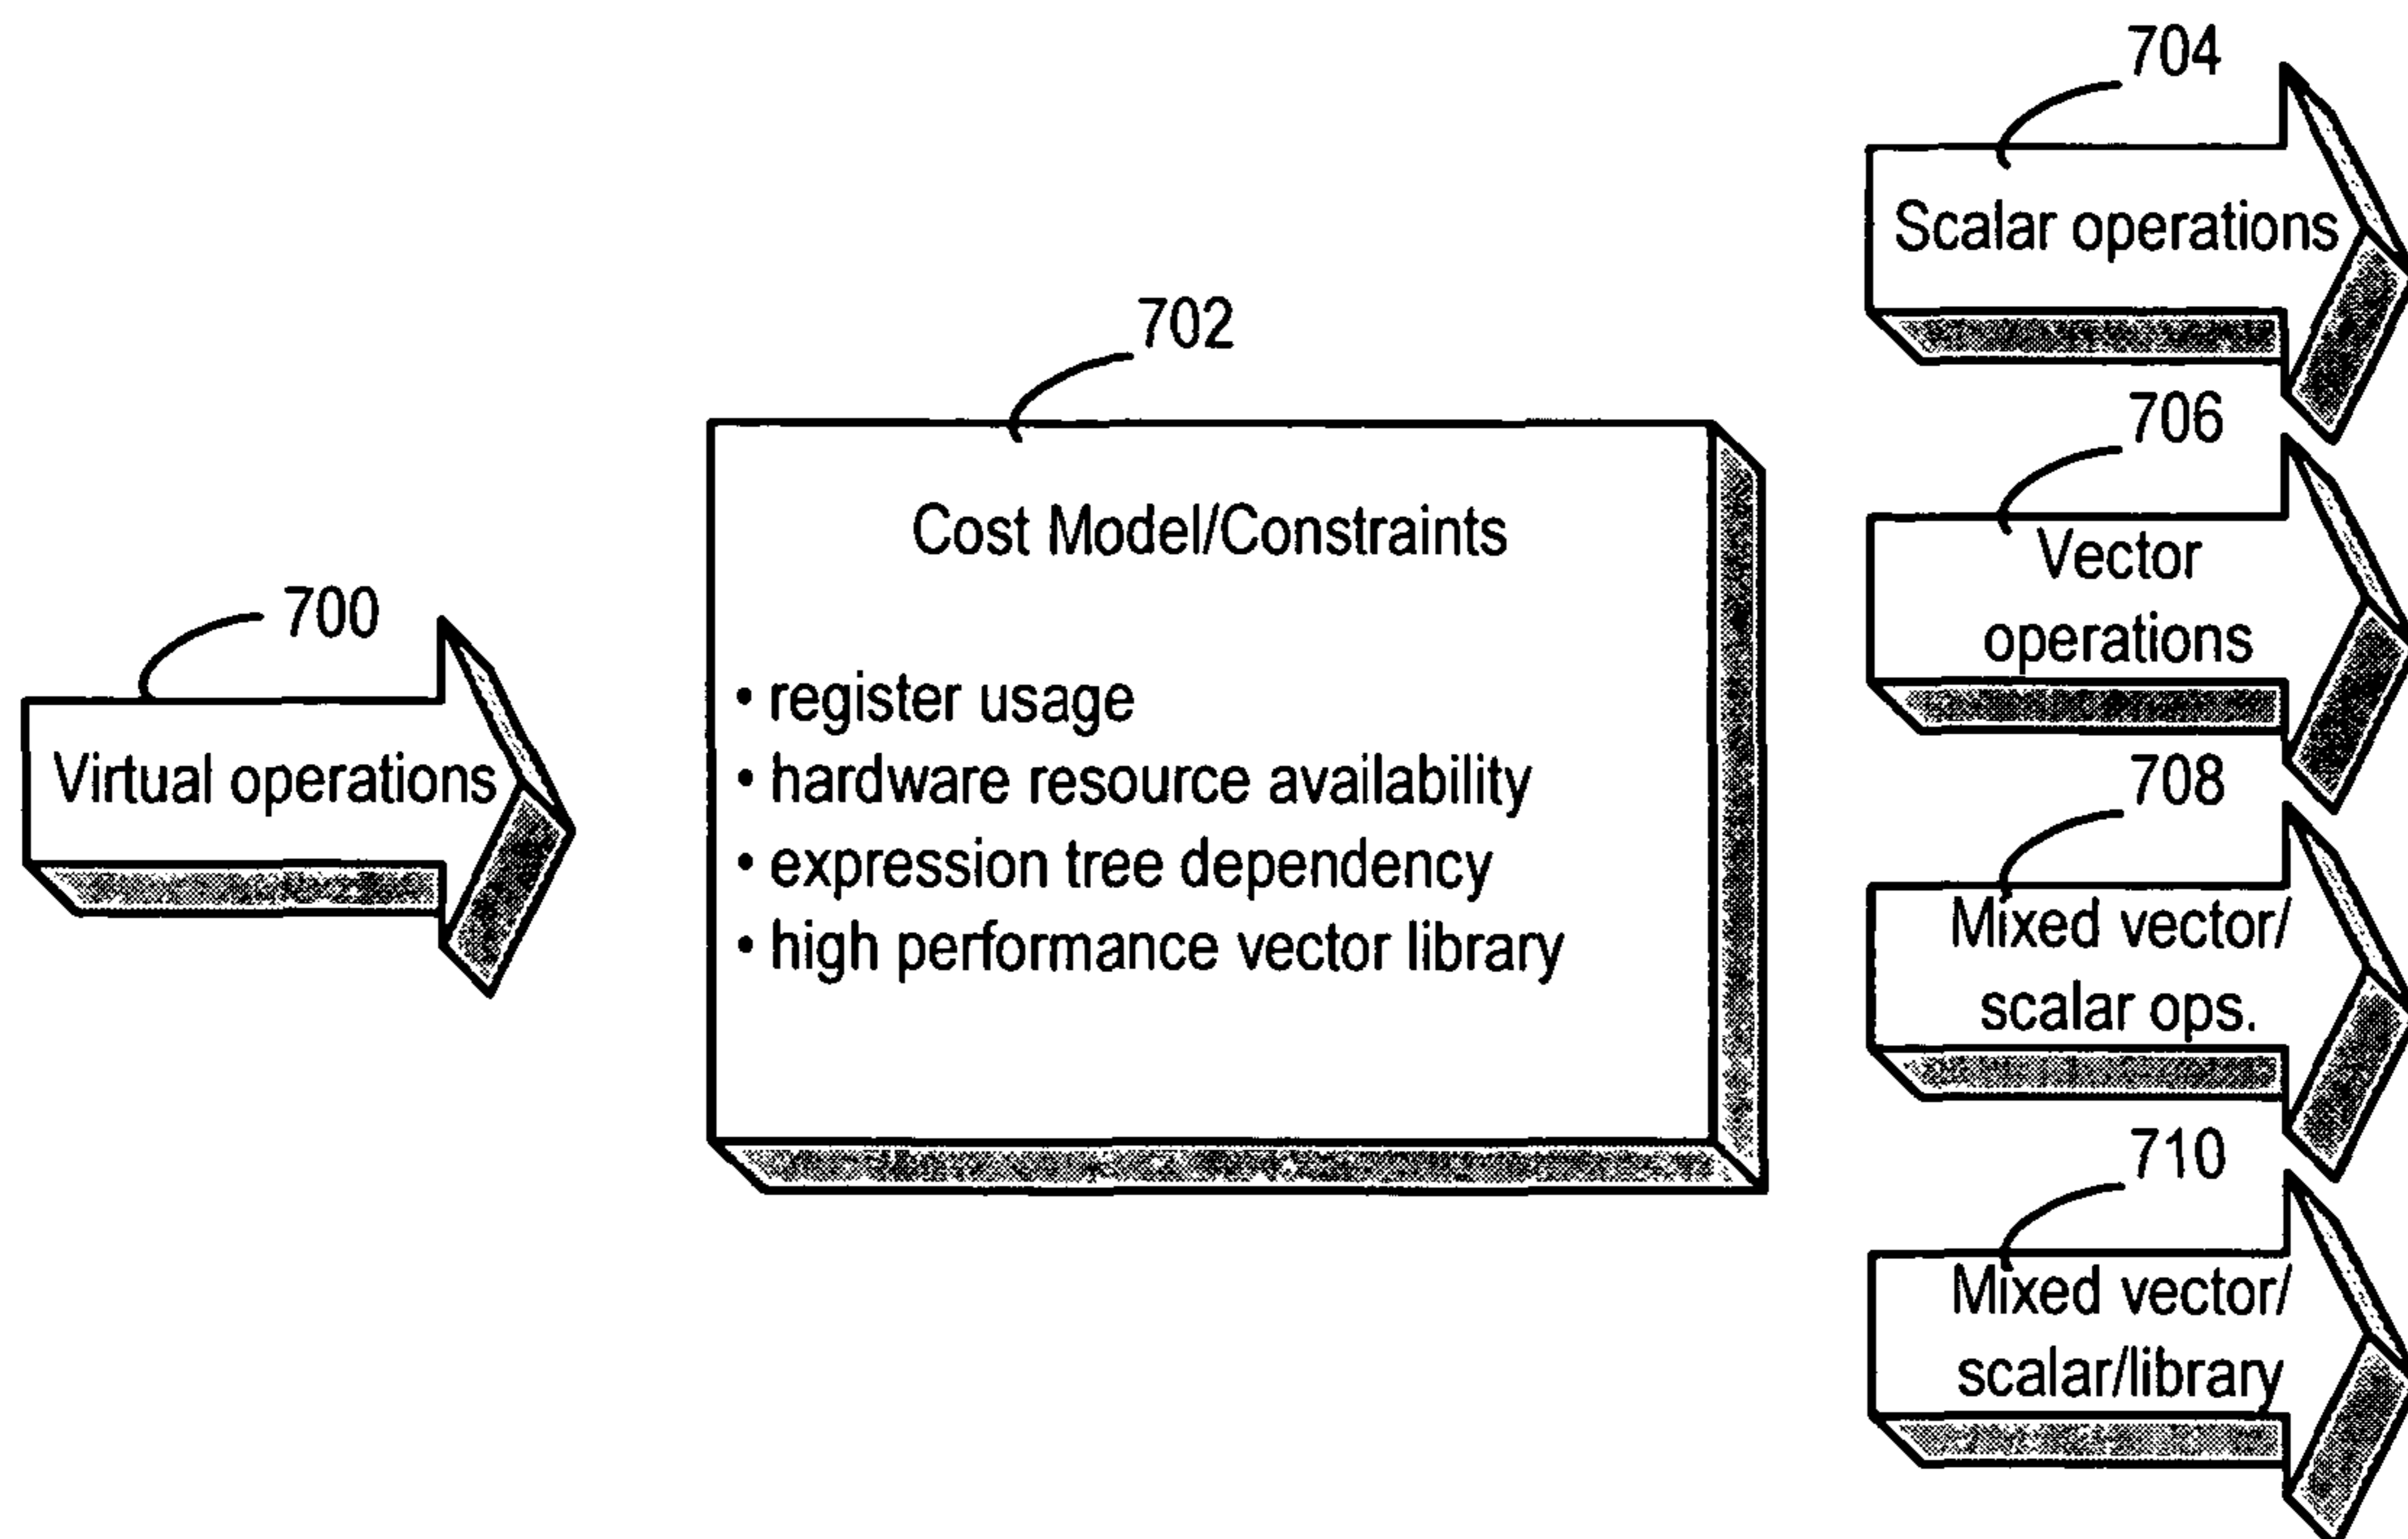 700
Virtual operations
702
Cost Model/Constraints
• register usage
• hardware resource availability
• expression tree dependency
• high performance vector library
704
Scalar operations
706
Vector
operations
708
Mixed vector/
scalar ops.
710
Mixed vector/
scalar/library